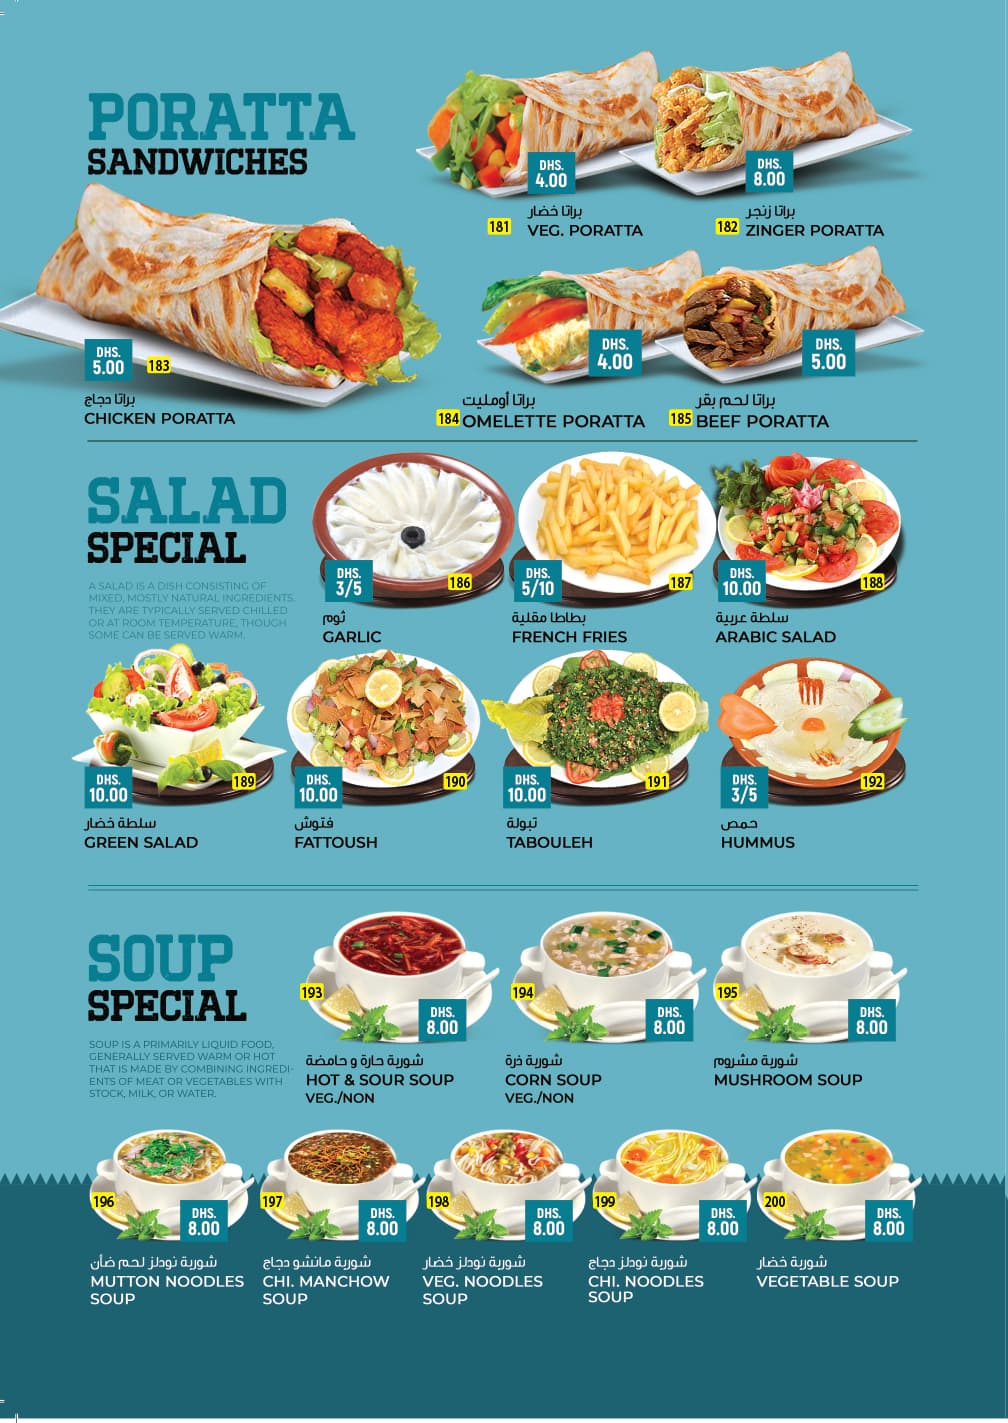 PORATTA
SANDWICHES
DHS.
4.00
181
براتا خضار
VEG. PORATTA
DHS.
8.00
182
براتا زنجر
ZINGER PORATTA
DHS.
5.00
183
براتا دجاج
CHICKEN PORATTA
DHS.
4.00
184
براتا أومليت
OMELETTE PORATTA
DHS.
5.00
185
براتا لحم بقر
BEEF PORATTA
SALAD
SPECIAL
A SALAD IS A DISH CONSISTING OF
MIXED, MOSTLY NATURAL INGREDIENTS.
THEY ARE TYPICALLY SERVED CHILLED
OR AT ROOM TEMPERATURE, THOUGH
SOME CAN BE SERVED WARM.
DHS.
3/5
186
ثوم
GARLIC
DHS.
5/10
187
بطاطا مقلية
FRENCH FRIES
DHS.
10.00
188
سلطة عربية
ARABIC SALAD
DHS.
10.00
189
سلطة خضار
GREEN SALAD
DHS.
10.00
190
فتوش
FATTOUSH
DHS.
10.00
191
تبولة
TABOULEH
DHS.
3/5
192
حمص
HUMMUS
SOUP
SPECIAL
SOUP IS A PRIMARILY LIQUID FOOD,
GENERALLY SERVED WARM OR HOT
THAT IS MADE BY COMBINING INGREDI-
ENTS OF MEAT OR VEGETABLES WITH
STOCK, MILK, OR WATER.
193
DHS.
8.00
شوربة حارة و حامضة
HOT & SOUR SOUP
VEG./NON
194
DHS.
8.00
شوربة ذرة
CORN SOUP
VEG./NON
195
DHS.
8.00
شوربة مشروم
MUSHROOM SOUP
196
DHS.
8.00
شوربة نودلز لحم ضأن
MUTTON NOODLES
SOUP
197
DHS.
8.00
شوربة مانشو دجاج
CHI. MANCHOW
SOUP
198
DHS.
8.00
شوربة نودلز خضار
VEG. NOODLES
SOUP
199
DHS.
8.00
شوربة نودلز دجاج
CHI. NOODLES
SOUP
200
DHS.
8.00
شوربة خضار
VEGETABLE SOUP